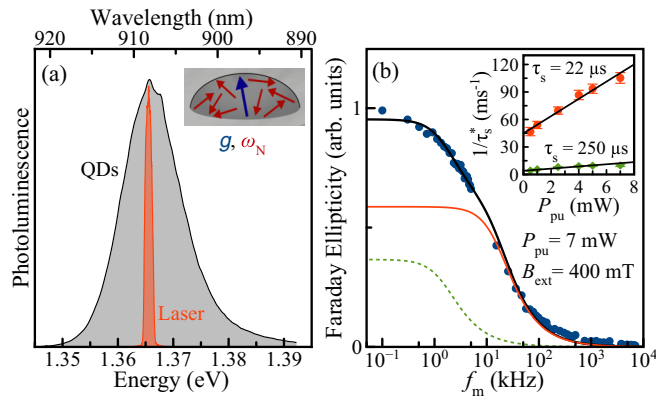 Wavelength (nm)
920 910 900 890
(a)
QDs
g, ω_N
Laser
Photoluminescence
1.35 1.36 1.37 1.38 1.39
Energy (eV)
(b)
Faraday Ellipticity (arb. units)
1
0
10⁻¹ 10⁰ 10¹ 10² 10³ 10⁴
f_m (kHz)
P_pu = 7 mW
B_ext = 400 mT
1/τ_s* (ms⁻¹)
120
90
60
30
0
τ_s = 22 μs
τ_s = 250 μs
0 2 4 6 8
P_pu (mW)